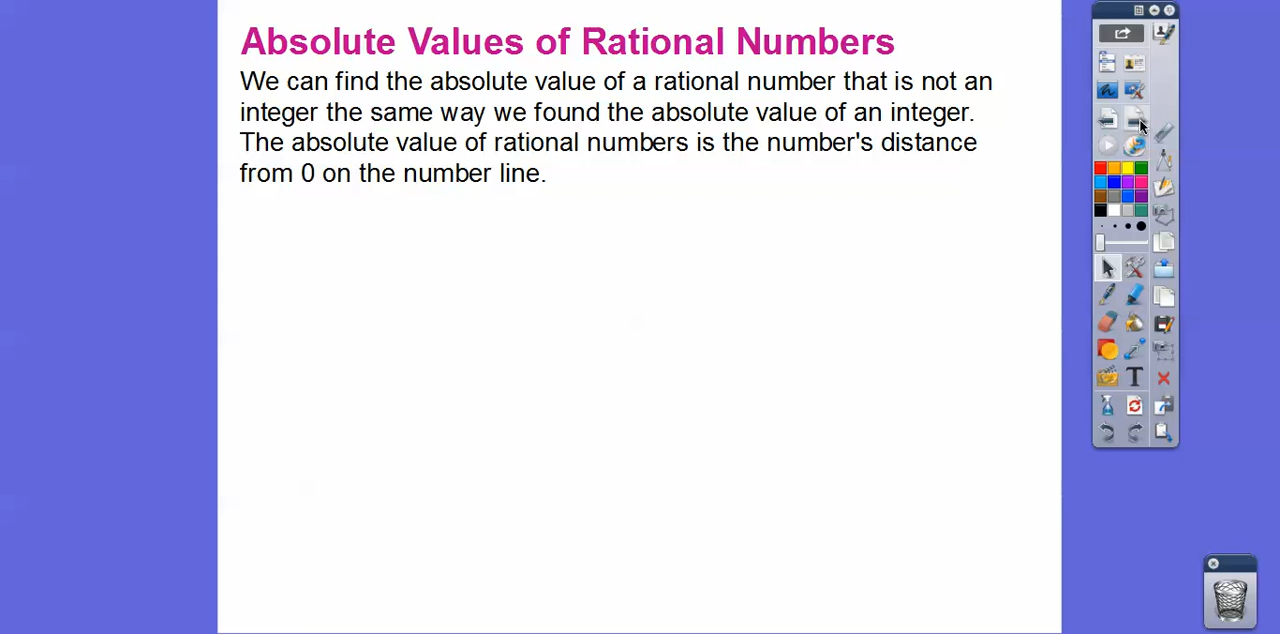 Absolute Values of Rational Numbers
We can find the absolute value of a rational number that is not an
integer the same way we found the absolute value of an integer.
The absolute value of rational numbers is the number's distance
from 0 on the number line.
T